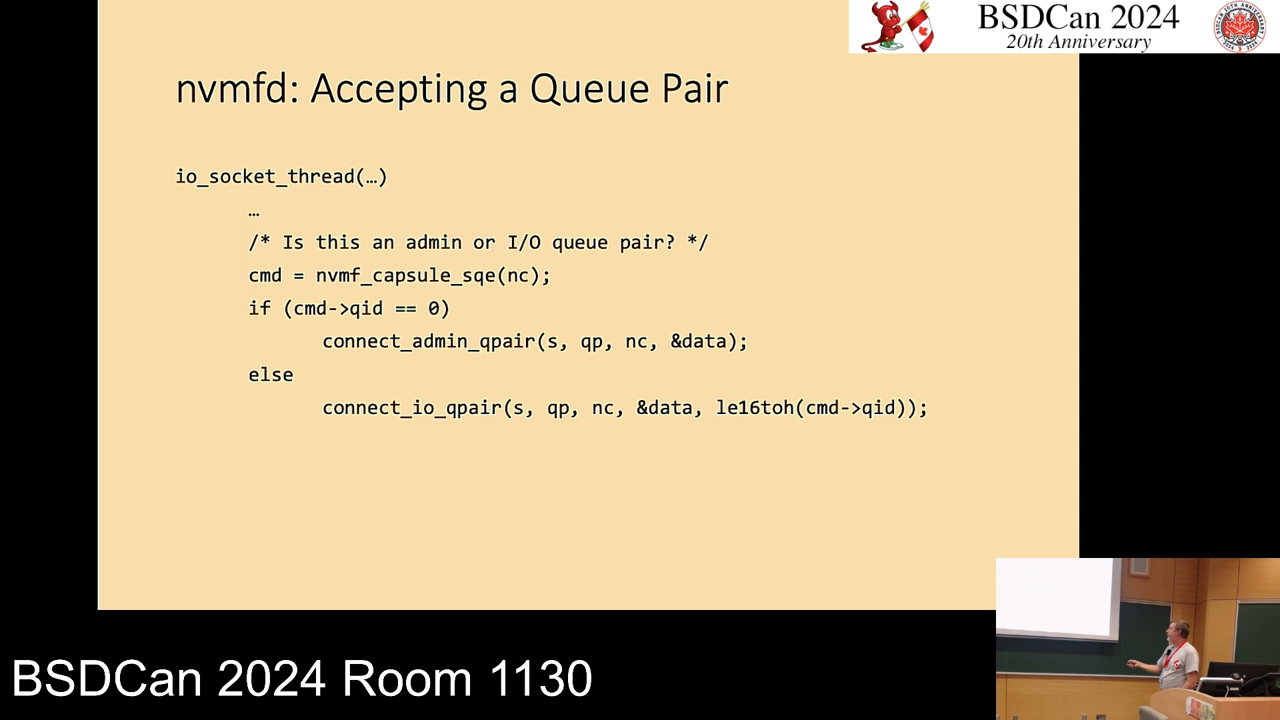 BSDCan 2024
20th Anniversary
nvmfd: Accepting a Queue Pair
io_socket_thread(…)
…
/* Is this an admin or I/O queue pair? */
cmd = nvmf_capsule_sqe(nc);
if (cmd->qid == 0)
connect_admin_qpair(s, qp, nc, &data);
else
connect_io_qpair(s, qp, nc, &data, le16toh(cmd->qid));
BSDCan 2024 Room 1130